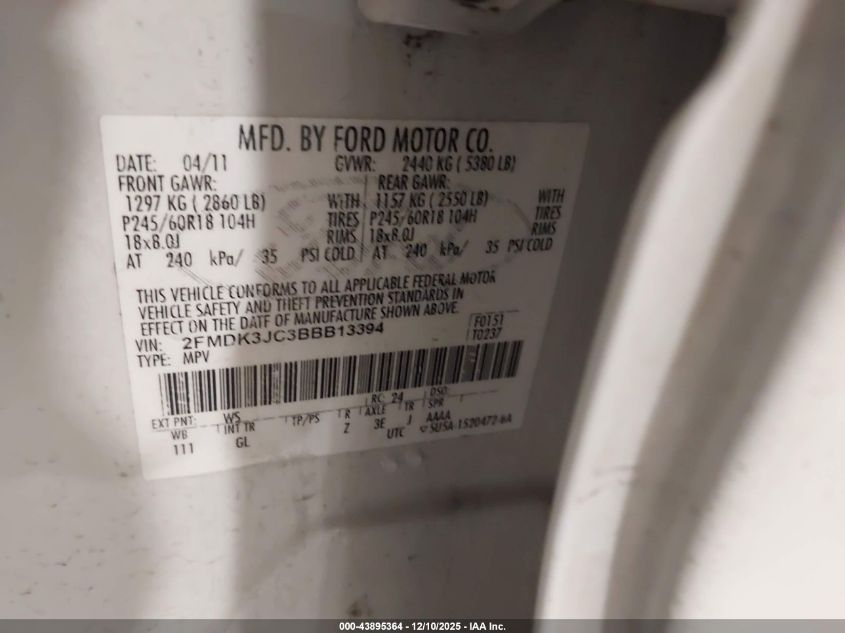 MFD. BY FORD MOTOR CO.
DATE: 04/11 GVWR: 2440 KG ( 5380 LB)
FRONT GAWR: REAR GAWR:
1297 KG ( 2860 LB) WITH 1157 KG ( 2550 LB) WITH
P245/60R18 104H TIRES P245/60R18 104H TIRES
18x8.0J RIMS 18x8.0J RIMS
AT 240 kPa/ 35 PSI COLD AT 240 kPa/ 35 PSI COLD
THIS VEHICLE CONFORMS TO ALL APPLICABLE FEDERAL MOTOR
VEHICLE SAFETY AND THEFT PREVENTION STANDARDS IN
EFFECT ON THE DATE OF MANUFACTURE SHOWN ABOVE.
VIN: 2FMDK3JC3BBB13394 F0151
TYPE: MPV T0237
EXT PNT: WS RC: 24 DSO:
WB INT TR TP/PS R AXLE TR SPR
111 GL Z 3E J AAAA
UTC
000-43895364 - 12/10/2025 - IAA Inc.